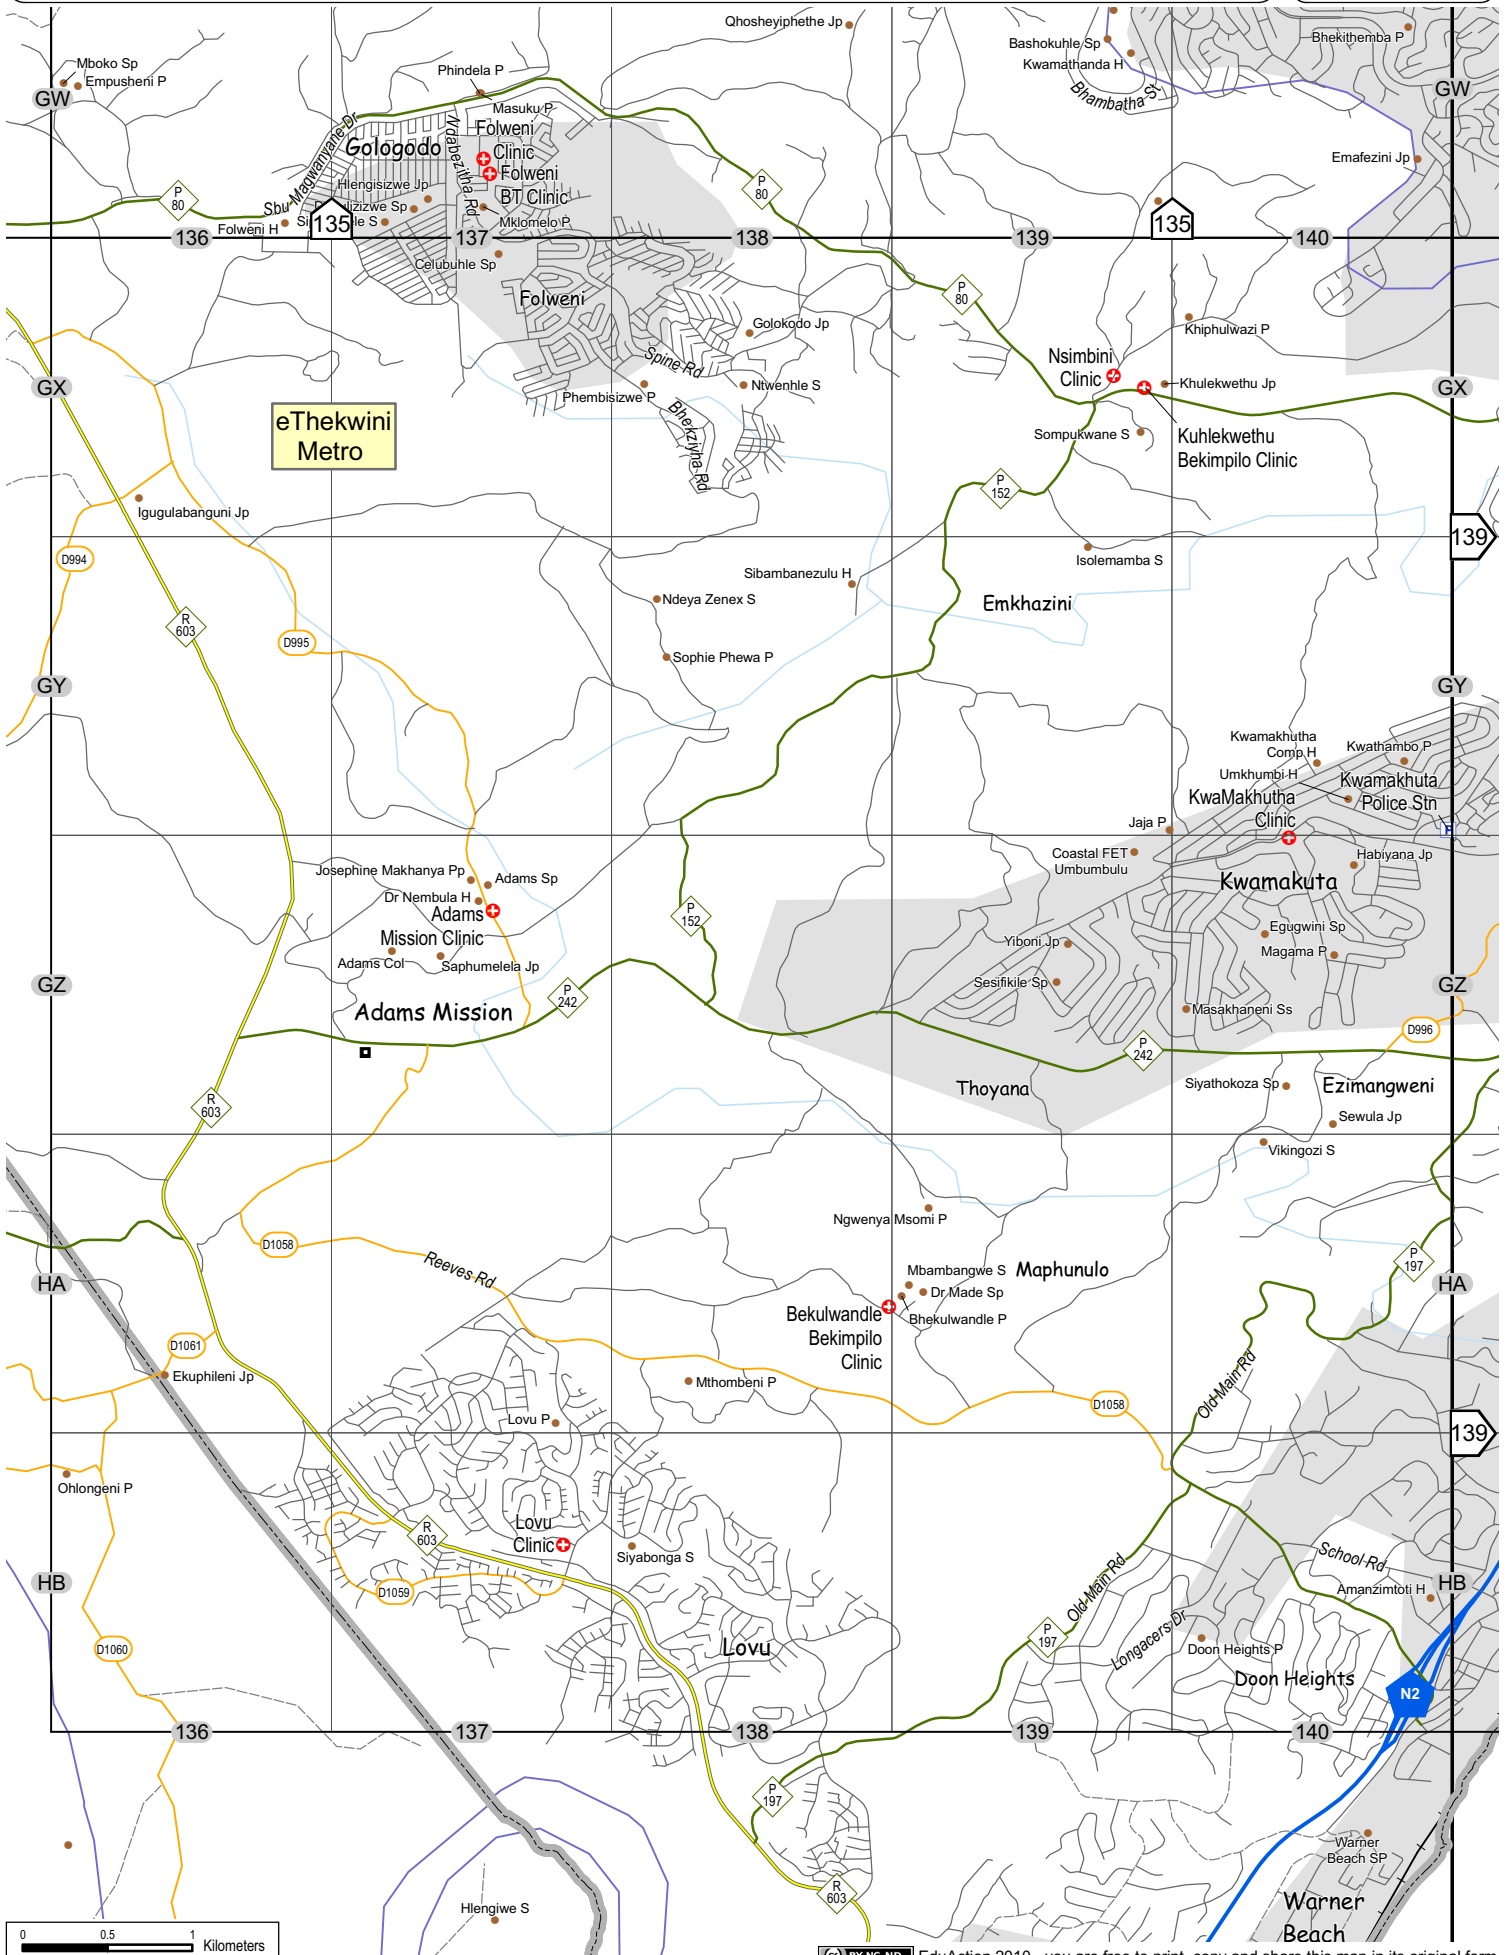 Qhosheyiphethe Jp
Bashokuhle Sp
Kwamathanda H
Bhekithemba P
Mboko Sp
Empusheni P
GW
GW
Phindela P
Masuku P
Bhambatha St
Sbu Magwanyane Dr
Gologodo
Ndabezitha Rd
Folweni
Clinic
Folweni
BT Clinic
Emafezini Jp
P
80
P
80
Hlengisizwe Jp
Mklomelo P
Folweni H
135
135
136
137
138
139
140
Celubuhle Sp
Folweni
P
80
Golokodo Jp
Khiphulwazi P
Spine Rd
Nsimbini
Clinic
GX
GX
Phembisizwe P
Ntwenhle S
Khulekwethu Jp
eThekwini
Metro
Bhekziyha Rd
Sompukwane S
Kuhlekwethu
Bekimpilo Clinic
P
152
Igugulabanguni Jp
139
D994
Isolemamba S
Sibambanezulu H
Ndeya Zenex S
Emkhazini
R
603
D995
Sophie Phewa P
GY
GY
Kwamakhutha
Comp H
Kwathambo P
Umkhumbi H
Kwamakhuta
Police Stn
KwaMakhutha
Clinic
Jaja P
P
Coastal FET
Umbumbulu
Habiyana Jp
Josephine Makhanya Pp
Adams Sp
Kwamakuta
Dr Nembula H
Adams
Mission Clinic
P
152
Egugwini Sp
Yiboni Jp
Magama P
Adams Col
Saphumelela Jp
GZ
GZ
Sesifikile Sp
P
242
Adams Mission
Masakhaneni Ss
D996
P
242
Thoyana
Siyathokoza Sp
Ezimangweni
R
603
Sewula Jp
Vikingozi S
Ngwenya Msomi P
D1058
Reeves Rd
P
197
HA
HA
Mbambangwe S
Maphunulo
Dr Made Sp
Bekulwandle
Bekimpilo
Clinic
Bhekulwandle P
D1061
Ekuphileni Jp
Mthombeni P
Old Main Rd
D1058
Lovu P
139
Ohlongeni P
R
603
Lovu
Clinic
Siyabonga S
School Rd
HB
HB
D1059
Old Main Rd
Amanzimtoti H
D1060
Lovu
P
197
Longacers Dr
Doon Heights P
Doon Heights
N2
136
137
138
139
140
P
197
Warner
Beach SP
R
603
Hlengiwe S
Warner
Beach
0 0.5 1
Kilometers